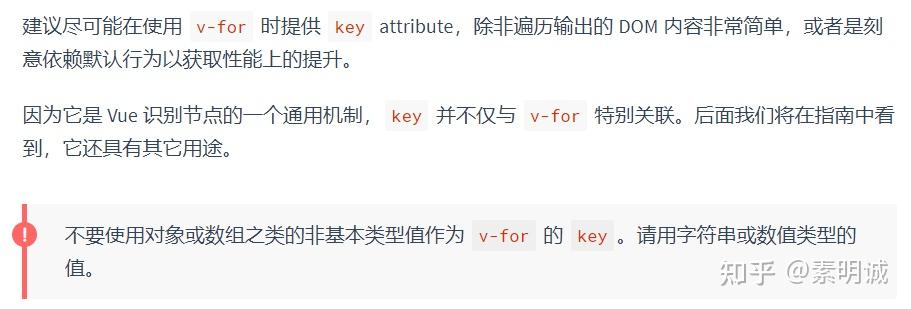 建议尽可能在使用 v-for 时提供 key attribute，除非遍历输出的 DOM 内容非常简单，或者是刻
意依赖默认行为以获取性能上的提升。
因为它是 Vue 识别节点的一个通用机制， key 并不仅与 v-for 特别关联。后面我们将在指南中看
到，它还具有其它用途。
!
不要使用对象或数组之类的非基本类型值作为 v-for 的 key 。请用字符串或数值类型的
值。
知乎 @素明诚